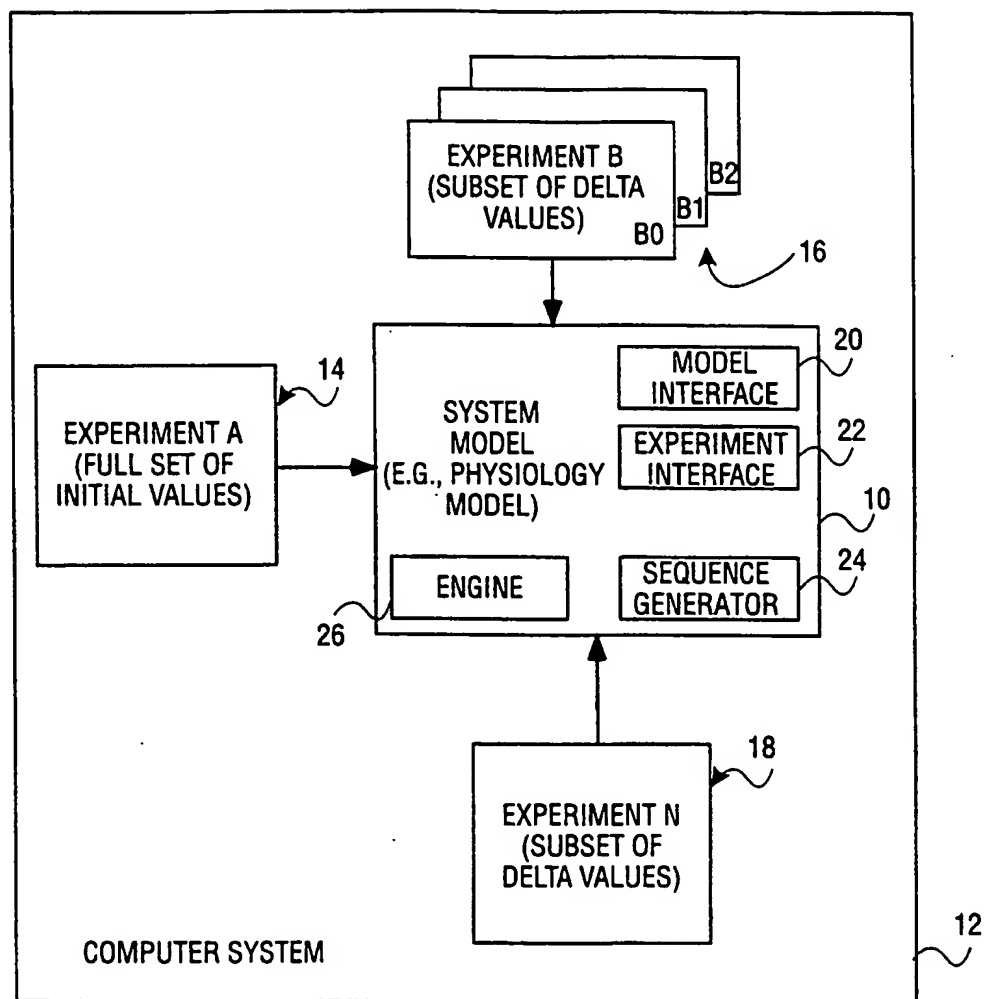 EXPERIMENT B
(SUBSET OF DELTA
VALUES)
B0
B1
B2
16
EXPERIMENT A
(FULL SET OF
INITIAL VALUES)
14
SYSTEM
MODEL
(E.G., PHYSIOLOGY
MODEL)
MODEL
INTERFACE
20
EXPERIMENT
INTERFACE
22
10
ENGINE
26
SEQUENCE
GENERATOR
24
EXPERIMENT N
(SUBSET OF
DELTA VALUES)
18
COMPUTER SYSTEM
12